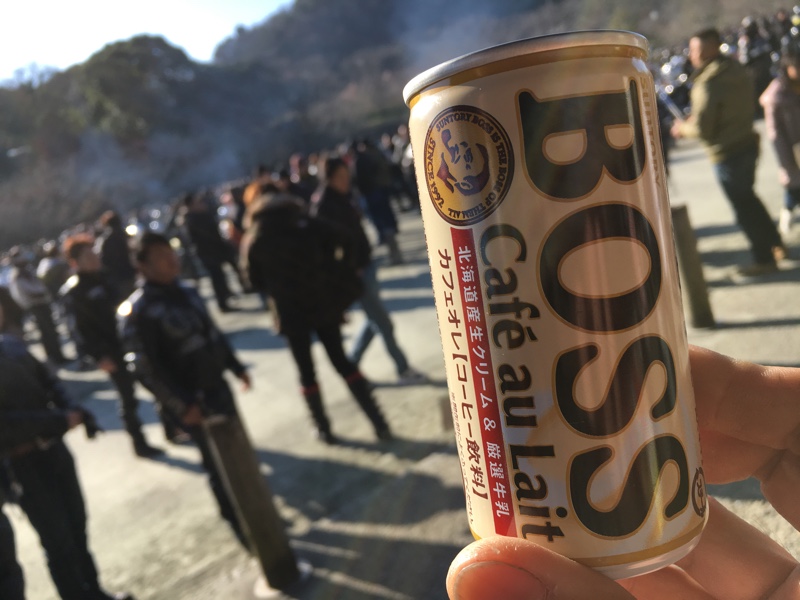 BOSS
Café au Lait
SUNTORY BOSS IS THE BOSS OF THEM ALL
SINCE 1992
北海道産生クリーム & 厳選牛乳
カフェオレ【コーヒー飲料】